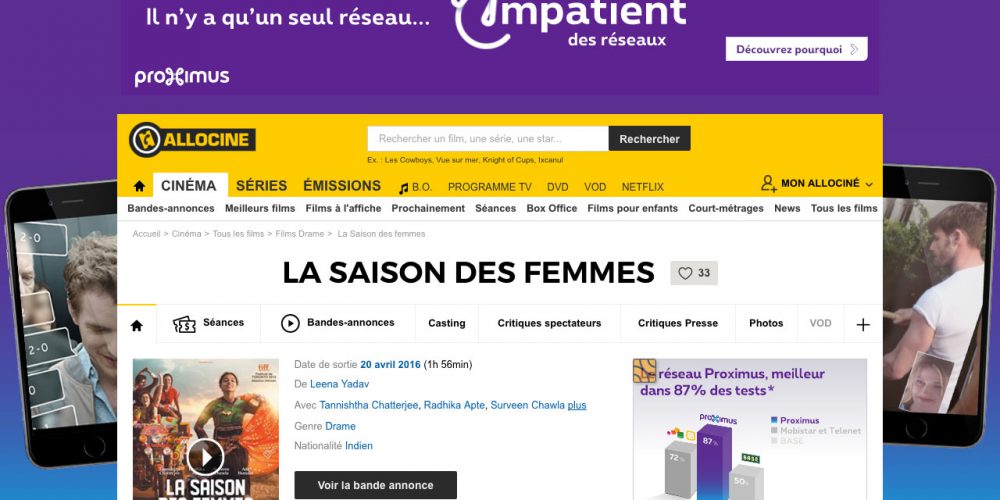 Il n'y a qu'un seul réseau...
impatient
des réseaux
Découvrez pourquoi
proximus
ALLOCINE
Rechercher un film, une série, une star...
Rechercher
Ex. : Les Cowboys, Vue sur mer, Knight of Cups, Ixcanul
CINÉMA SÉRIES ÉMISSIONS B.O. PROGRAMME TV DVD VOD NETFLIX MON ALLOCINÉ
Bandes-annonces Meilleurs films Films à l'affiche Prochainement Séances Box Office Films pour enfants Court-métrages News Tous les films
Accueil > Cinéma > Tous les films > Films Drame > La Saison des femmes
LA SAISON DES FEMMES 33
Séances Bandes-annonces Casting Critiques spectateurs Critiques Presse Photos VOD +
Date de sortie 20 avril 2016 (1h 56min)
De Leena Yadav
Avec Tannishtha Chatterjee, Radhika Apte, Surveen Chawla plus
Genre Drame
Nationalité Indien
Voir la bande annonce
tiff
LA SAISON
DES FEMMES
réseau Proximus, meilleur
dans 87% des tests*
proximus
87%
72%
50%
BASE
Proximus
Mobistar et Telenet
BASE
2-0
2-0